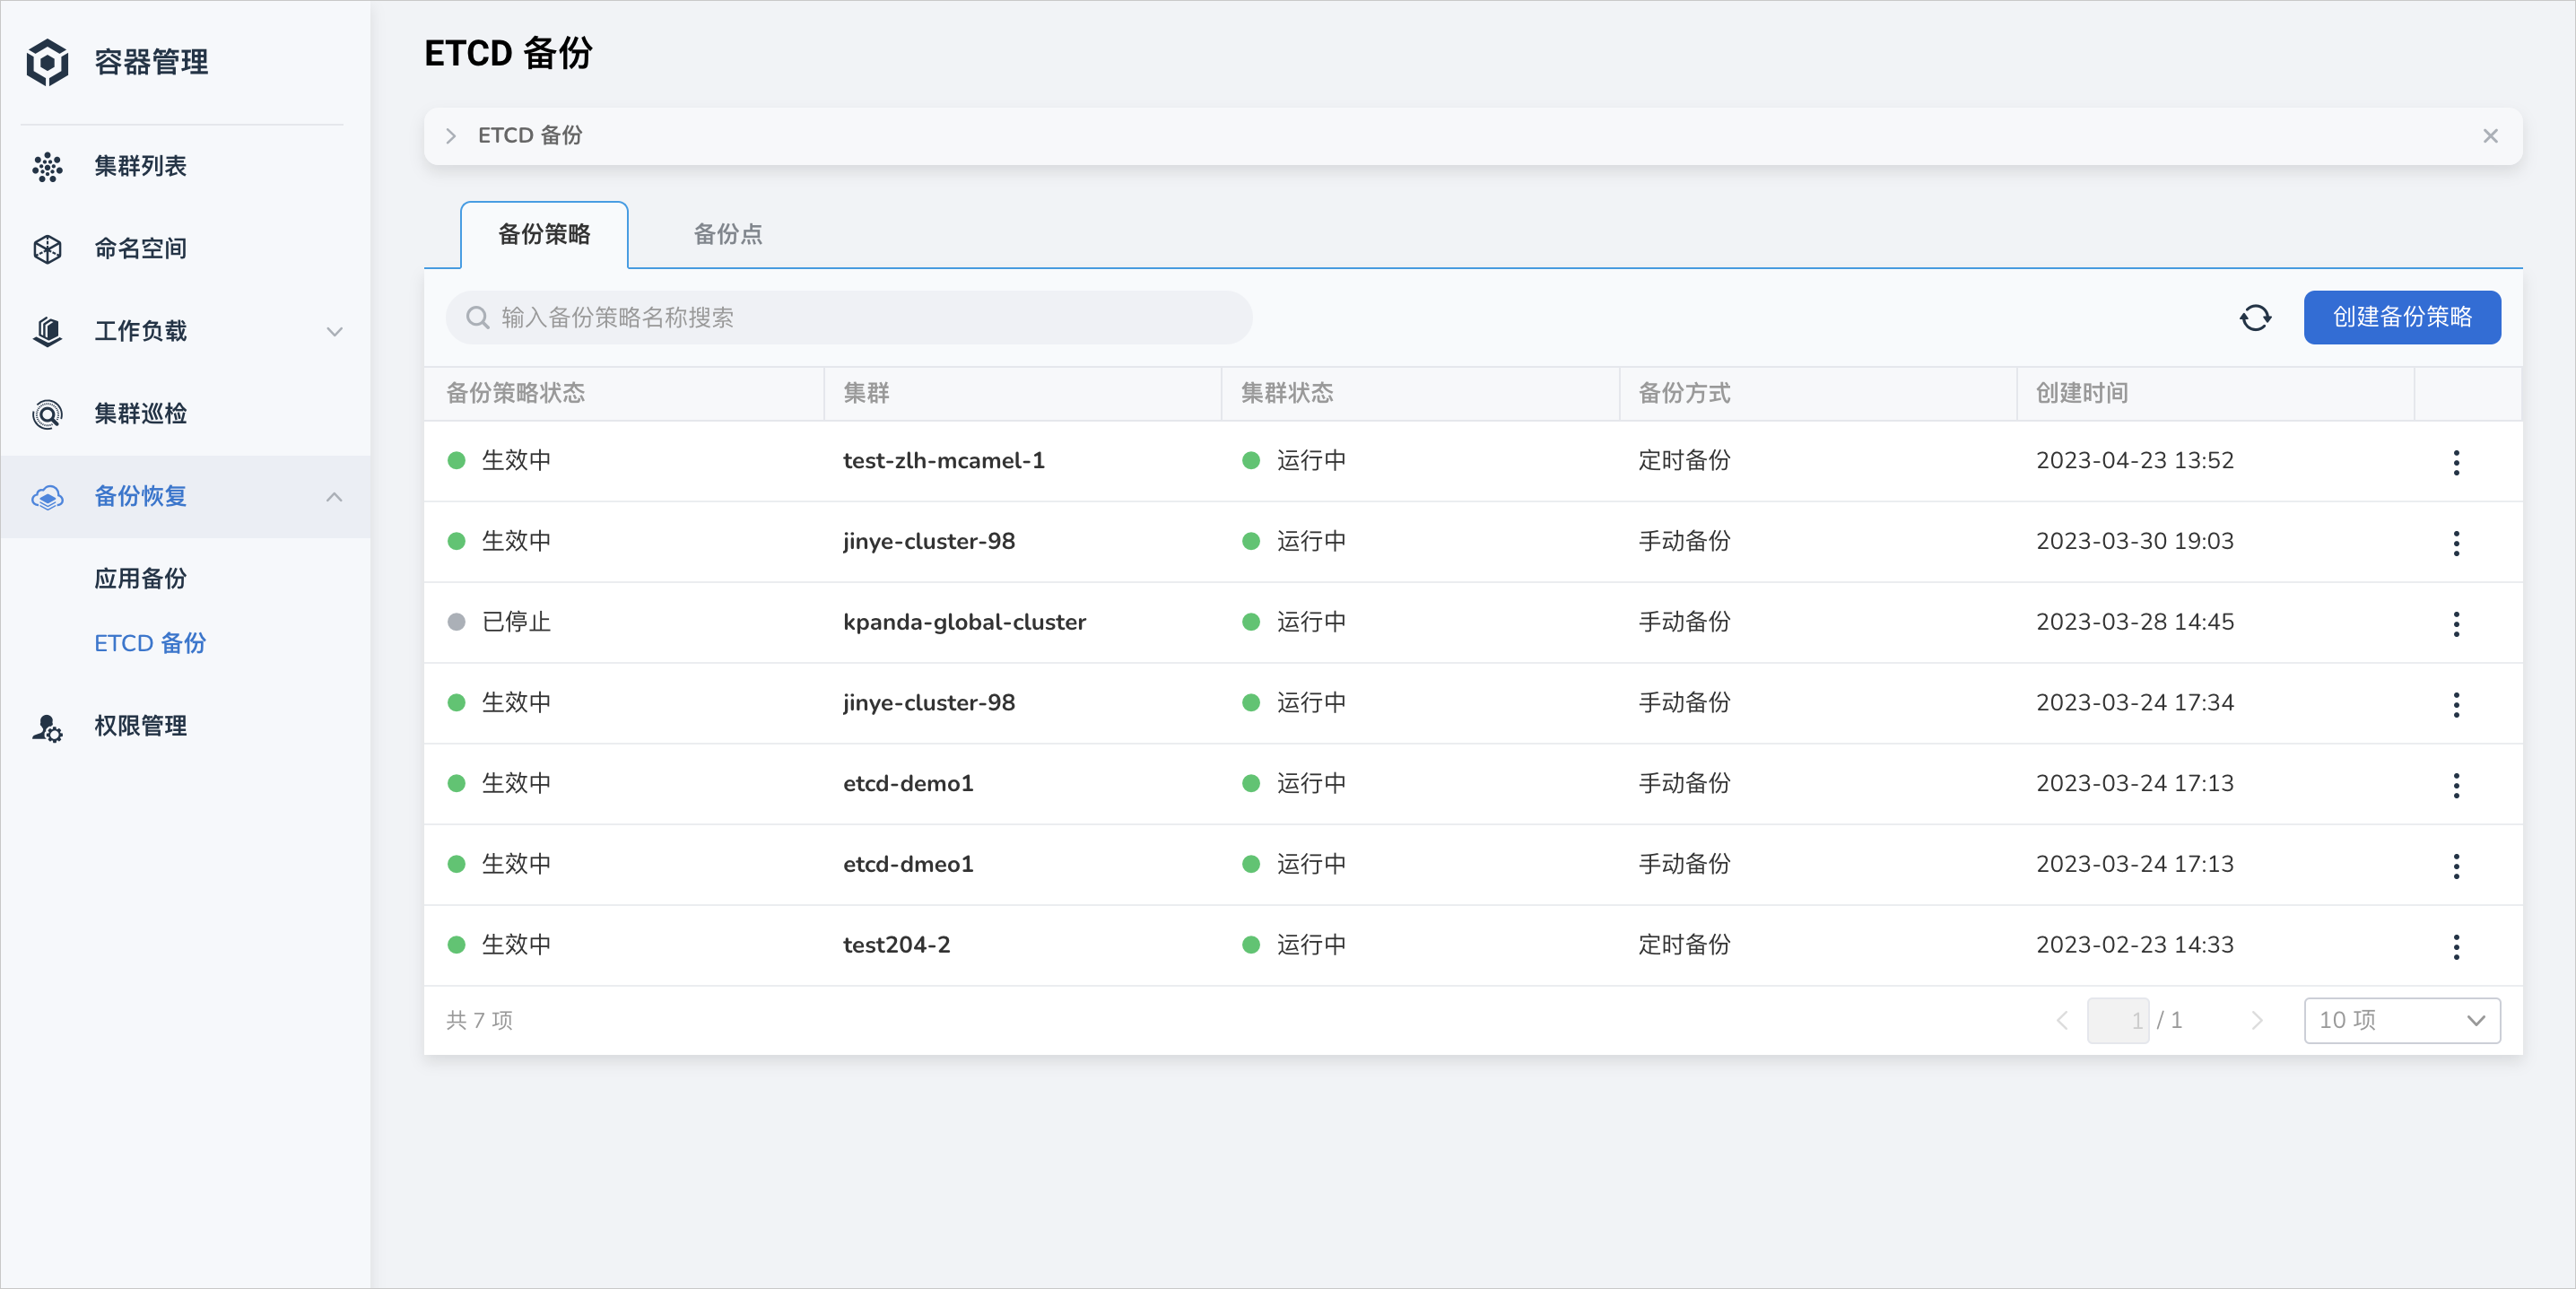 容器管理
集群列表
命名空间
工作负载
集群巡检
备份恢复
应用备份
ETCD 备份
权限管理
ETCD 备份
ETCD 备份
备份策略 备份点
输入备份策略名称搜索 创建备份策略
备份策略状态 集群 集群状态 备份方式 创建时间
生效中 test-zlh-mcamel-1 运行中 定时备份 2023-04-23 13:52
生效中 jinye-cluster-98 运行中 手动备份 2023-03-30 19:03
已停止 kpanda-global-cluster 运行中 手动备份 2023-03-28 14:45
生效中 jinye-cluster-98 运行中 手动备份 2023-03-24 17:34
生效中 etcd-demo1 运行中 手动备份 2023-03-24 17:13
生效中 etcd-dmeo1 运行中 手动备份 2023-03-24 17:13
生效中 test204-2 运行中 定时备份 2023-02-23 14:33
共 7 项 1 / 1 10 项